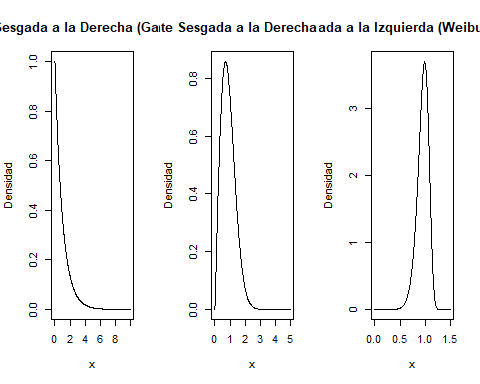 Sesgada a la Derecha (Ga
te Sesgada a la Derecha
ada a la Izquierda (Weibu
Densidad
1.0
0.8
0.6
0.4
0.2
0.0
0 2 4 6 8
x
Densidad
0.8
0.6
0.4
0.2
0.0
0 1 2 3 4 5
x
Densidad
3
2
1
0
0.0 0.5 1.0 1.5
x